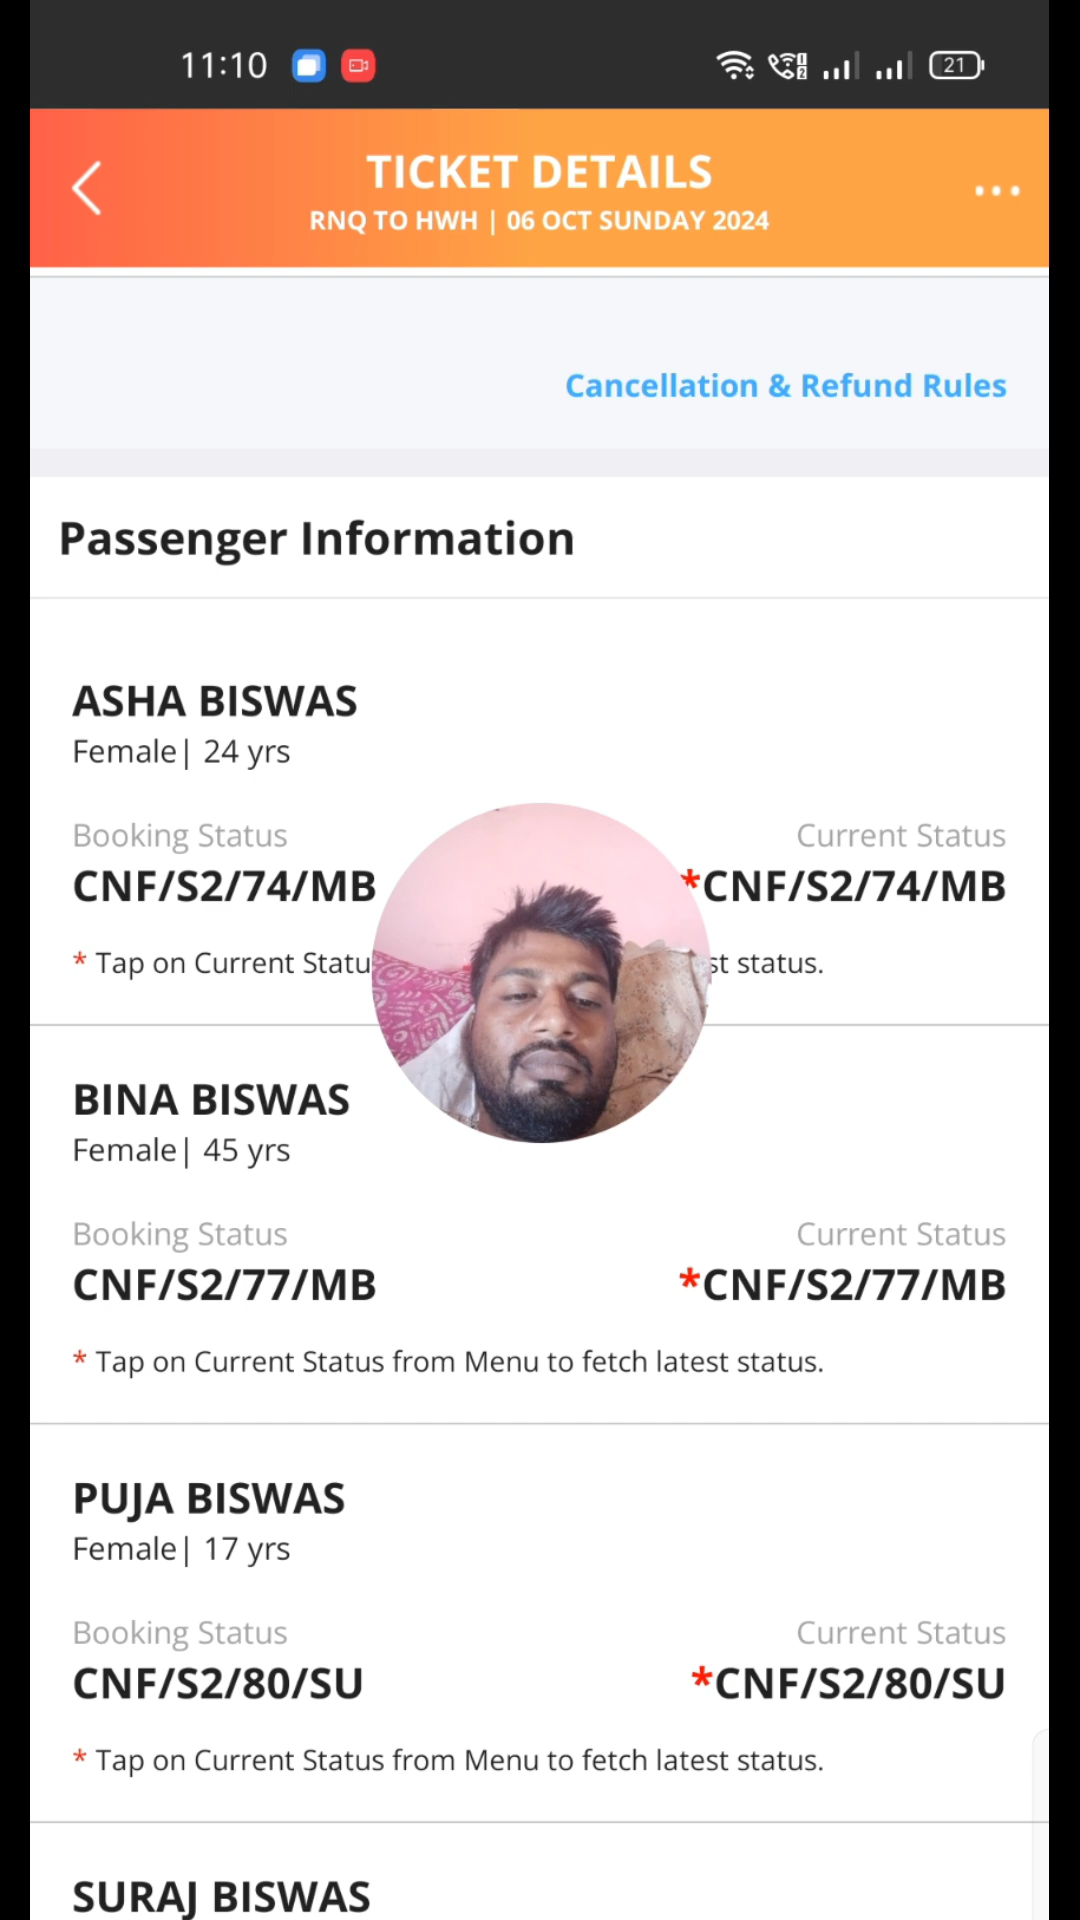 11:10
21
TICKET DETAILS
RNQ TO HWH | 06 OCT SUNDAY 2024
Cancellation & Refund Rules
Passenger Information
ASHA BISWAS
Female| 24 yrs
Booking Status Current Status
CNF/S2/74/MB *CNF/S2/74/MB
* Tap on Current Statu st status.
BINA BISWAS
Female| 45 yrs
Booking Status Current Status
CNF/S2/77/MB *CNF/S2/77/MB
* Tap on Current Status from Menu to fetch latest status.
PUJA BISWAS
Female| 17 yrs
Booking Status Current Status
CNF/S2/80/SU *CNF/S2/80/SU
* Tap on Current Status from Menu to fetch latest status.
SURAJ BISWAS